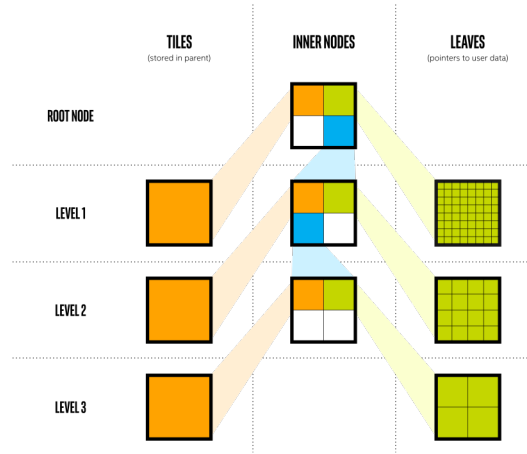 TILES
(stored in parent)
INNER NODES
LEAVES
(pointers to user data)
ROOT NODE
LEVEL 1
LEVEL 2
LEVEL 3